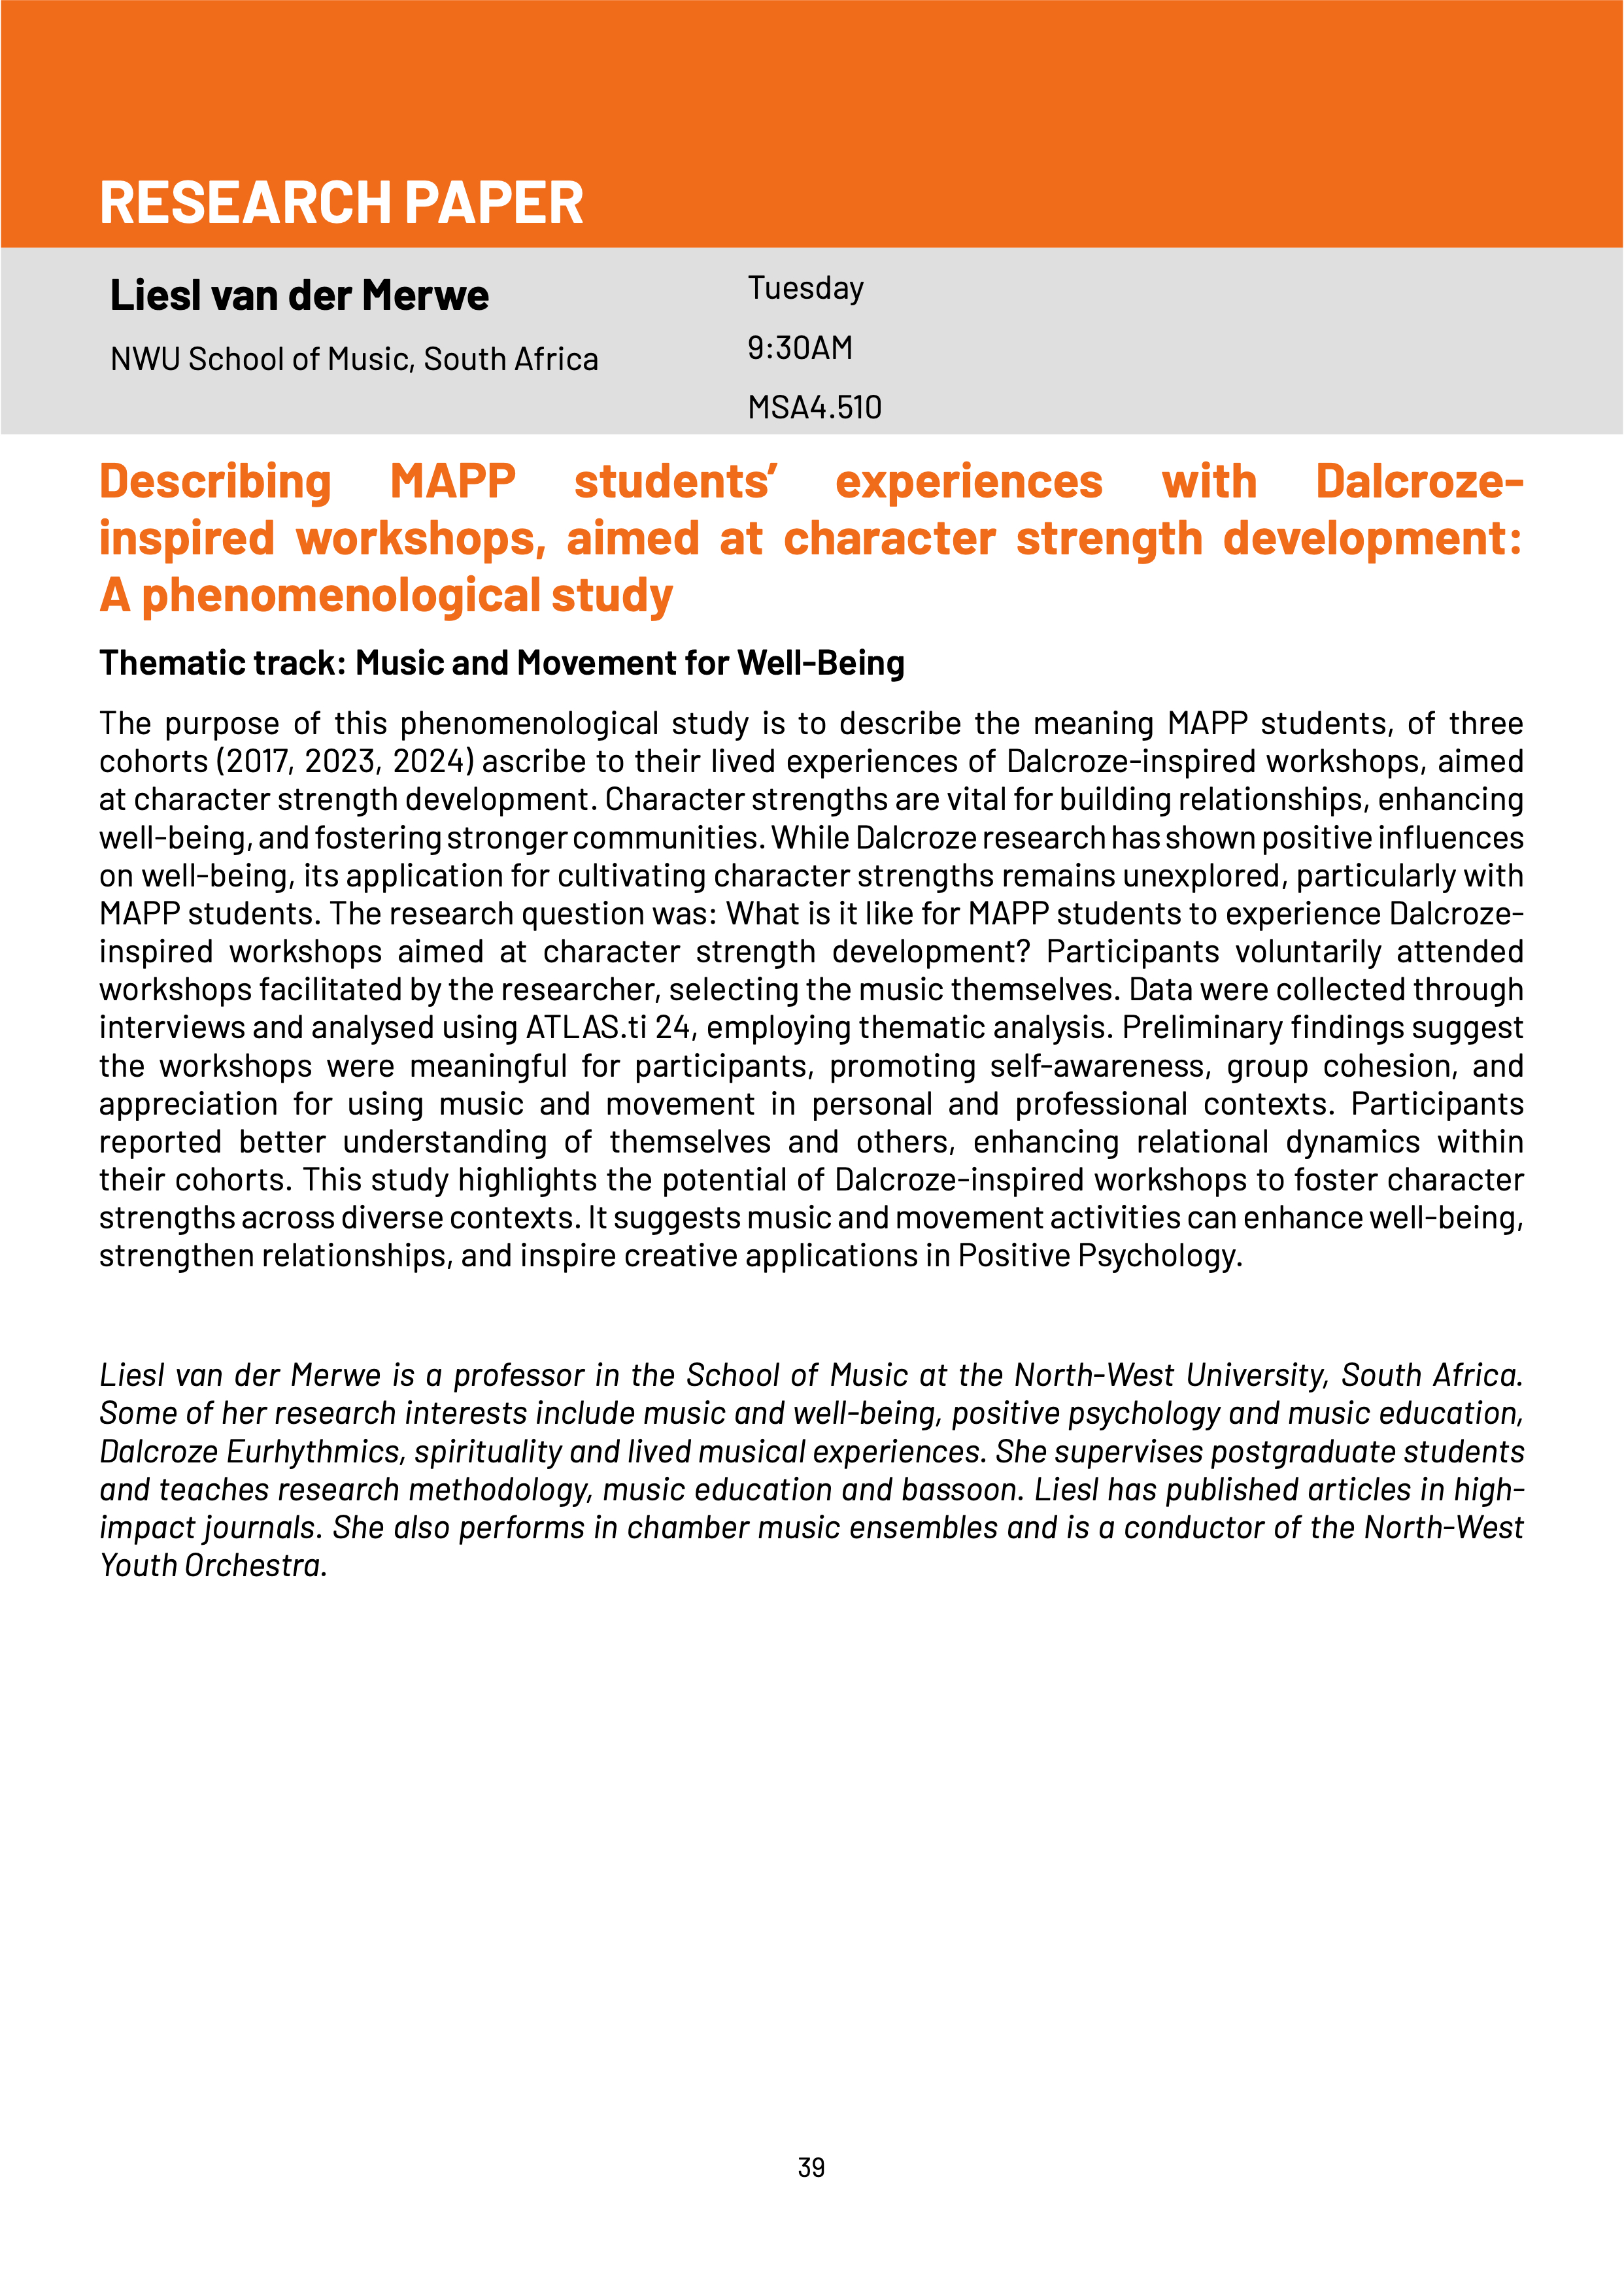 RESEARCH PAPER
Liesl van der Merwe
NWU School of Music, South Africa
Tuesday
9:30AM
MSA4.510
Describing MAPP students’ experiences with Dalcroze-
inspired workshops, aimed at character strength development:
A phenomenological study
Thematic track: Music and Movement for Well-Being
The purpose of this phenomenological study is to describe the meaning MAPP students, of three
cohorts (2017, 2023, 2024) ascribe to their lived experiences of Dalcroze-inspired workshops, aimed
at character strength development. Character strengths are vital for building relationships, enhancing
well-being, and fostering stronger communities. While Dalcroze research has shown positive influences
on well-being, its application for cultivating character strengths remains unexplored, particularly with
MAPP students. The research question was: What is it like for MAPP students to experience Dalcroze-
inspired workshops aimed at character strength development? Participants voluntarily attended
workshops facilitated by the researcher, selecting the music themselves. Data were collected through
interviews and analysed using ATLAS.ti 24, employing thematic analysis. Preliminary findings suggest
the workshops were meaningful for participants, promoting self-awareness, group cohesion, and
appreciation for using music and movement in personal and professional contexts. Participants
reported better understanding of themselves and others, enhancing relational dynamics within
their cohorts. This study highlights the potential of Dalcroze-inspired workshops to foster character
strengths across diverse contexts. It suggests music and movement activities can enhance well-being,
strengthen relationships, and inspire creative applications in Positive Psychology.
Liesl van der Merwe is a professor in the School of Music at the North-West University, South Africa.
Some of her research interests include music and well-being, positive psychology and music education,
Dalcroze Eurhythmics, spirituality and lived musical experiences. She supervises postgraduate students
and teaches research methodology, music education and bassoon. Liesl has published articles in high-
impact journals. She also performs in chamber music ensembles and is a conductor of the North-West
Youth Orchestra.
39